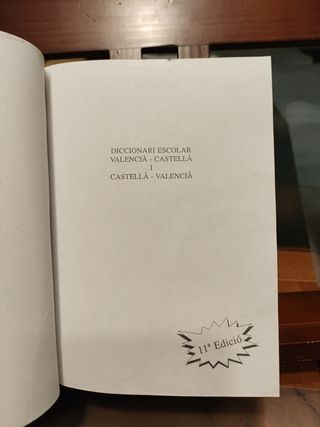 DICCIONARI ESCOLAR
VALENCIÀ - CASTELLÀ
I
CASTELLÀ - VALENCIÀ
11ª Edició